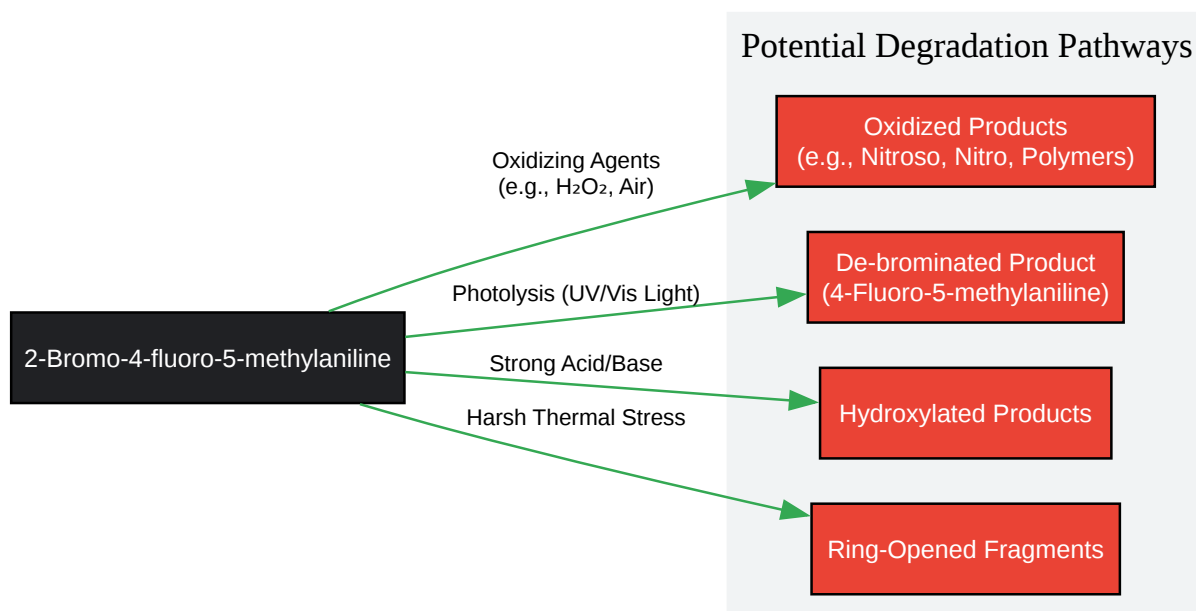 Potential Degradation Pathways
Oxidized Products
(e.g., Nitroso, Nitro, Polymers)
Oxidizing Agents
(e.g., H₂O₂, Air)
De-brominated Product
(4-Fluoro-5-methylaniline)
Photolysis (UV/Vis Light)
2-Bromo-4-fluoro-5-methylaniline
Strong Acid/Base
Hydroxylated Products
Harsh Thermal Stress
Ring-Opened Fragments